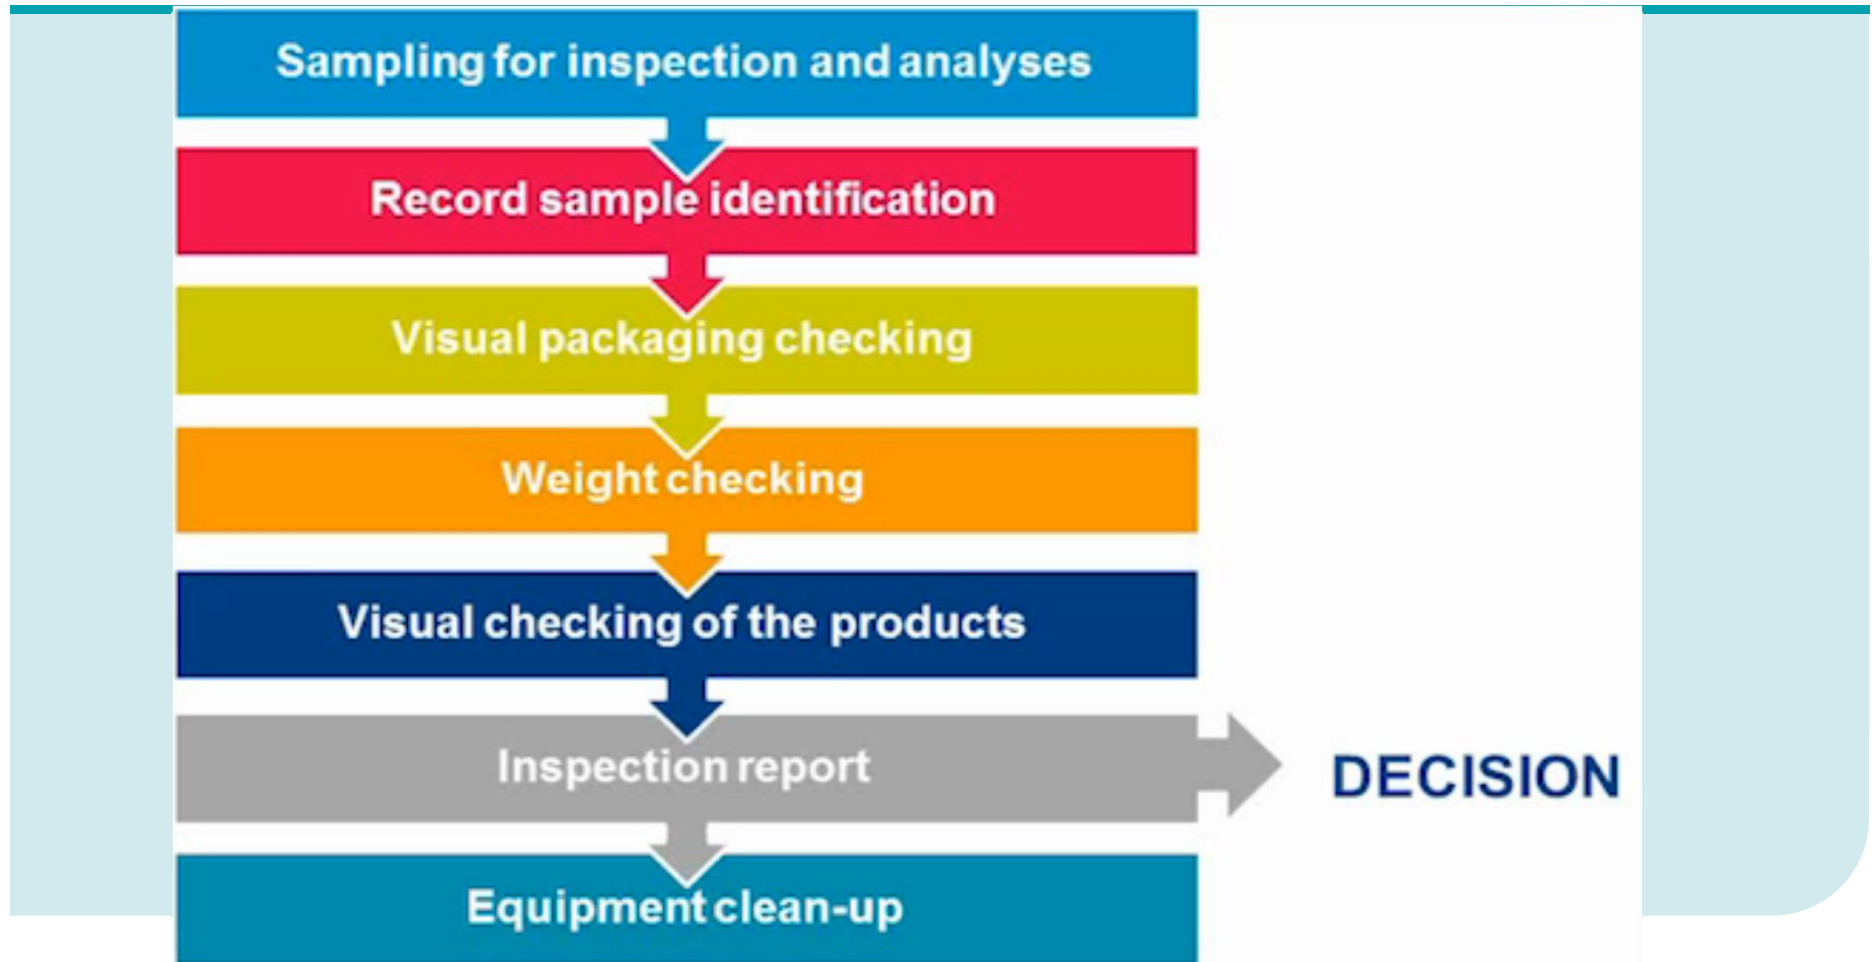 Sampling for inspection and analyses
Record sample identification
Visual packaging checking
Weight checking
Visual checking of the products
Inspection report
DECISION
Equipment clean-up